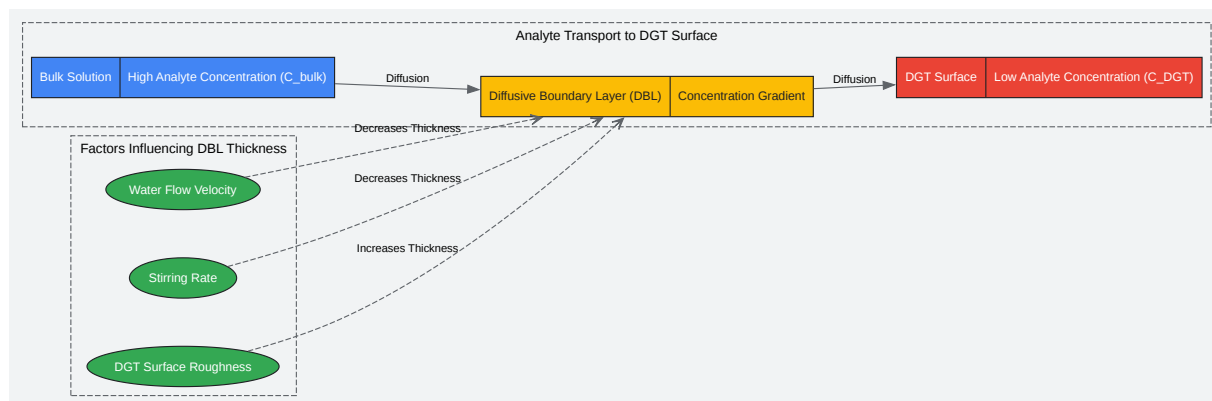 Analyte Transport to DGT Surface
Bulk Solution
High Analyte Concentration (C_bulk)
Diffusion
Diffusive Boundary Layer (DBL)
Concentration Gradient
Diffusion
DGT Surface
Low Analyte Concentration (C_DGT)
Decreases Thickness
Factors Influencing DBL Thickness
Water Flow Velocity
Decreases Thickness
Stirring Rate
Increases Thickness
DGT Surface Roughness